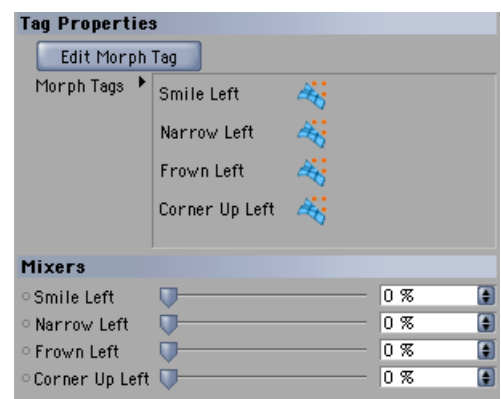 Tag Properties
Edit Morph Tag
Morph Tags
Smile Left
Narrow Left
Frown Left
Corner Up Left
Mixers
Smile Left 0 %
Narrow Left 0 %
Frown Left 0 %
Corner Up Left 0 %